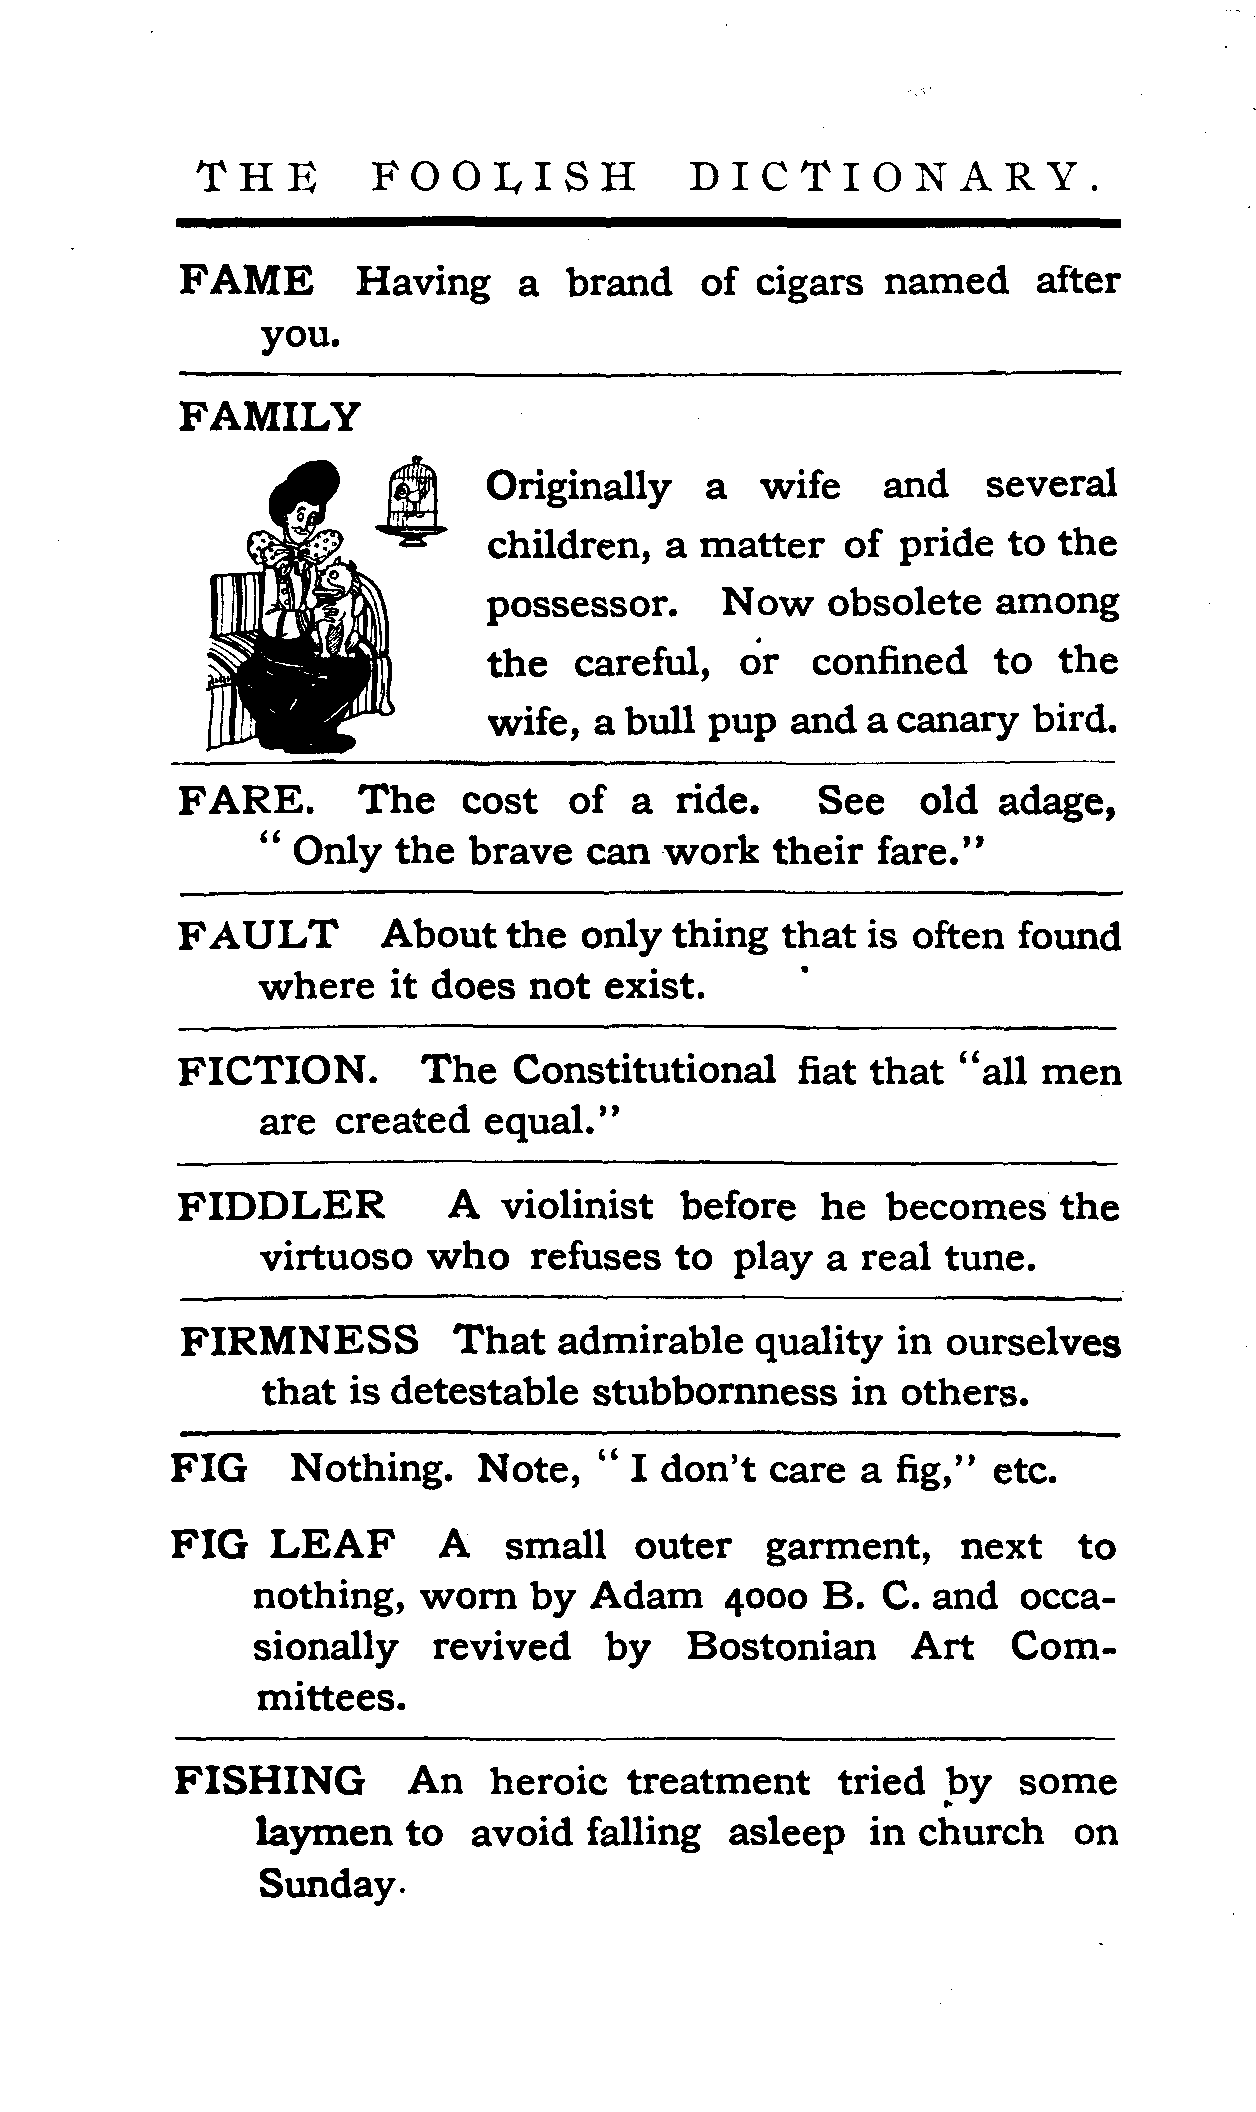 THE FOOLISH DICTIONARY.
FAME Having a brand of cigars named after
you.
FAMILY
Originally a wife and several
children, a matter of pride to the
possessor. Now obsolete among
the careful, or confined to the
wife, a bull pup and a canary bird.
FARE. The cost of a ride. See old adage,
" Only the brave can work their fare."
FAULT About the only thing that is often found
where it does not exist.
FICTION. The Constitutional fiat that "all men
are created equal."
FIDDLER A violinist before he becomes the
virtuoso who refuses to play a real tune.
FIRMNESS That admirable quality in ourselves
that is detestable stubbornness in others.
FIG Nothing. Note, " I don't care a fig," etc.
FIG LEAF A small outer garment, next to
nothing, worn by Adam 4000 B. C. and occa-
sionally revived by Bostonian Art Com-
mittees.
FISHING An heroic treatment tried by some
laymen to avoid falling asleep in church on
Sunday.